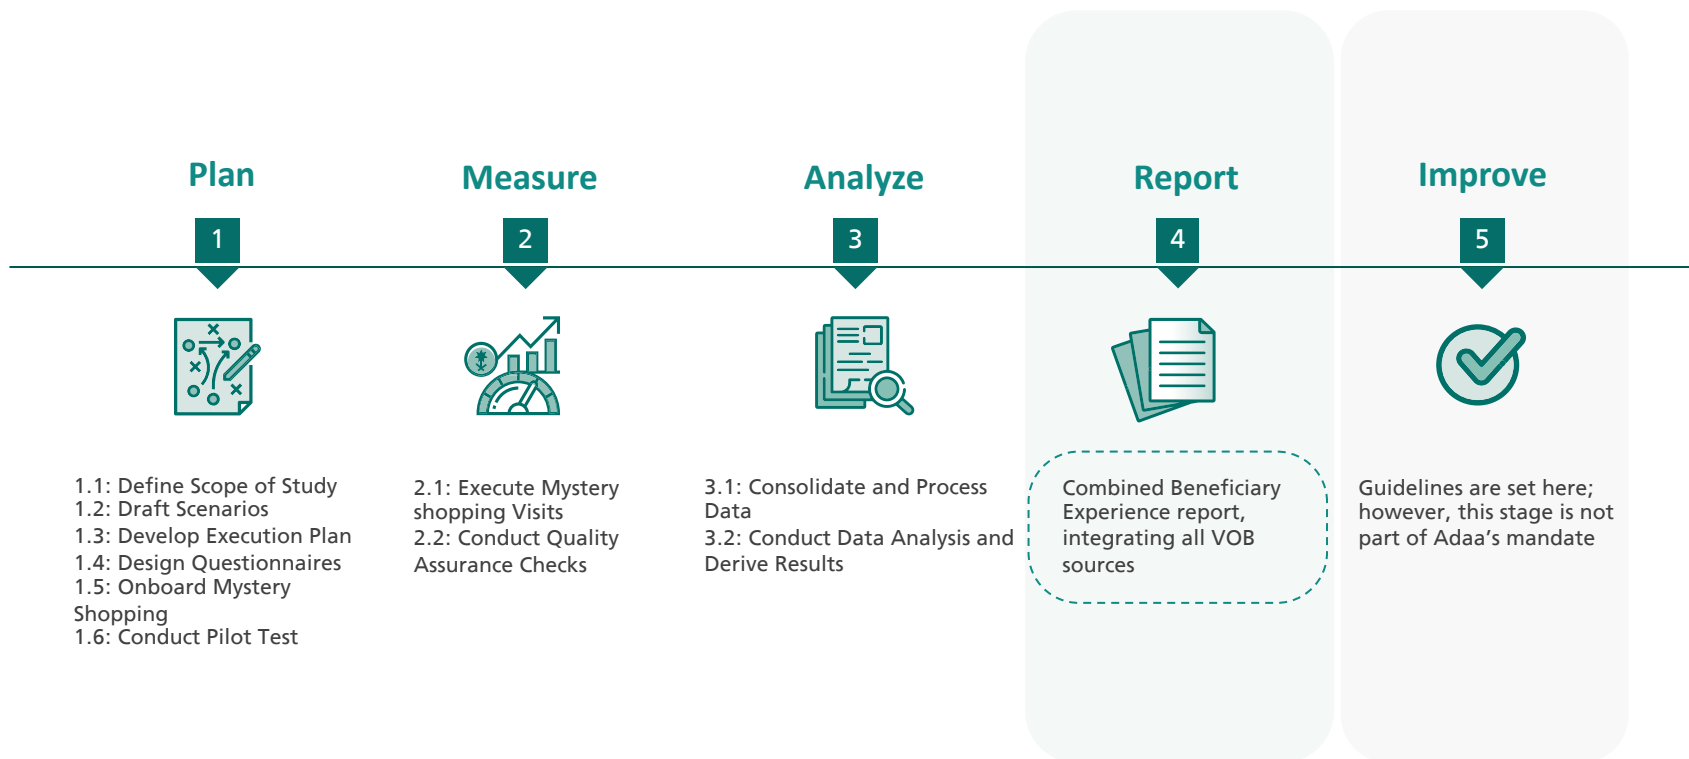 Plan
1
1.1: Define Scope of Study
1.2: Draft Scenarios
1.3: Develop Execution Plan
1.4: Design Questionnaires
1.5: Onboard Mystery
Shopping
1.6: Conduct Pilot Test
Measure
2
2.1: Execute Mystery
shopping Visits
2.2: Conduct Quality
Assurance Checks
Analyze
3
3.1: Consolidate and Process
Data
3.2: Conduct Data Analysis and
Derive Results
Report
4
Combined Beneficiary
Experience report,
integrating all VOB
sources
Improve
5
Guidelines are set here;
however, this stage is not
part of Adaa’s mandate